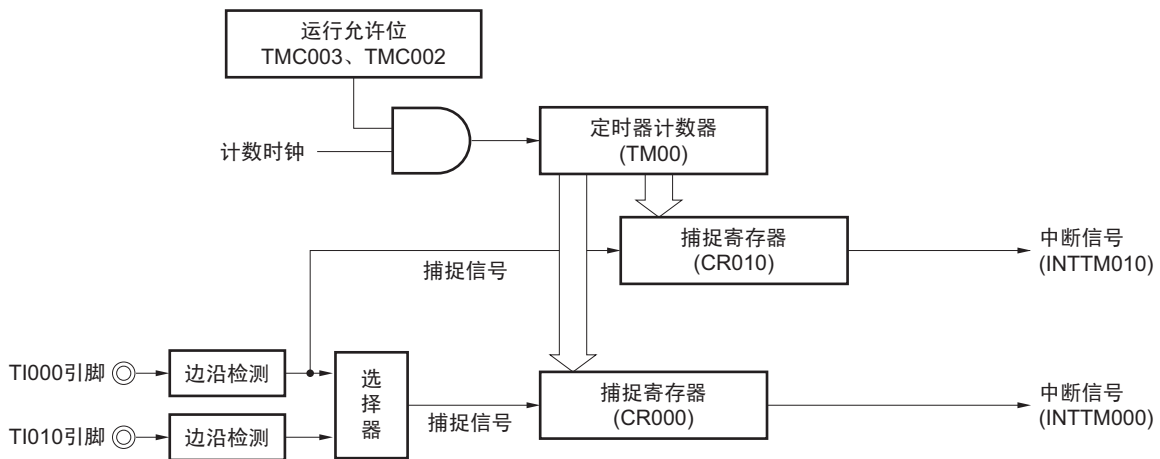 运行允许位
TMC003、TMC002
计数时钟
定时器计数器
(TM00)
捕捉寄存器
(CR010)
中断信号
(INTTM010)
捕捉信号
TI000引脚
边沿检测
选择器
捕捉信号
捕捉寄存器
(CR000)
中断信号
(INTTM000)
TI010引脚
边沿检测